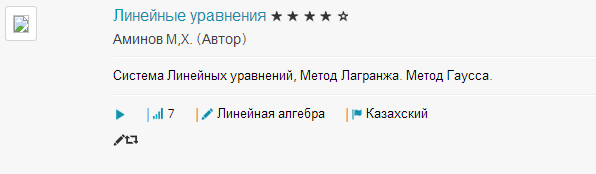 Линейные уравнения ★ ★ ★ ★ ☆
Аминов М,Х. (Автор)
Система Линейных уравнений, Метод Лагранжа. Метод Гаусса.
7 Линейная алгебра Казахский